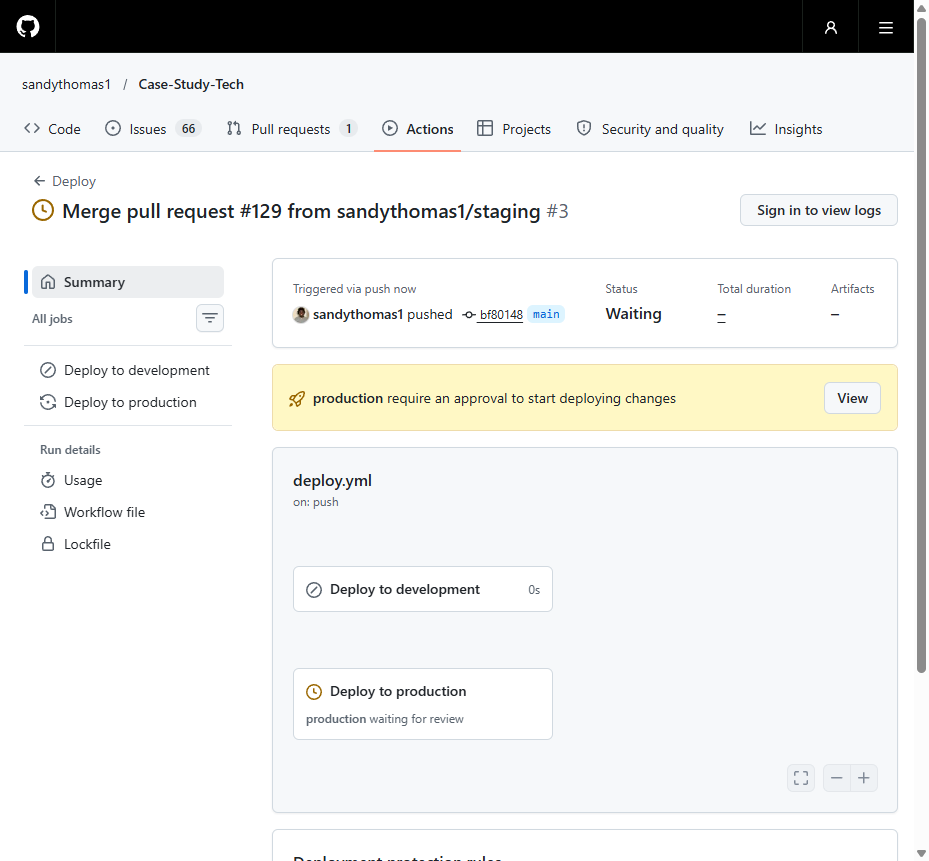 sandythomas1 / Case-Study-Tech
Code Issues 66 Pull requests 1 Actions Projects Security and quality Insights
Deploy
Merge pull request #129 from sandythomas1/staging #3
Sign in to view logs
Summary
All jobs
Deploy to development
Deploy to production
Run details
Usage
Workflow file
Lockfile
Triggered via push now
sandythomas1 pushed bf80148 main
Status
Waiting
Total duration
–
Artifacts
–
production require an approval to start deploying changes
View
deploy.yml
on: push
Deploy to development 0s
Deploy to production
production waiting for review
Deployment protection rules